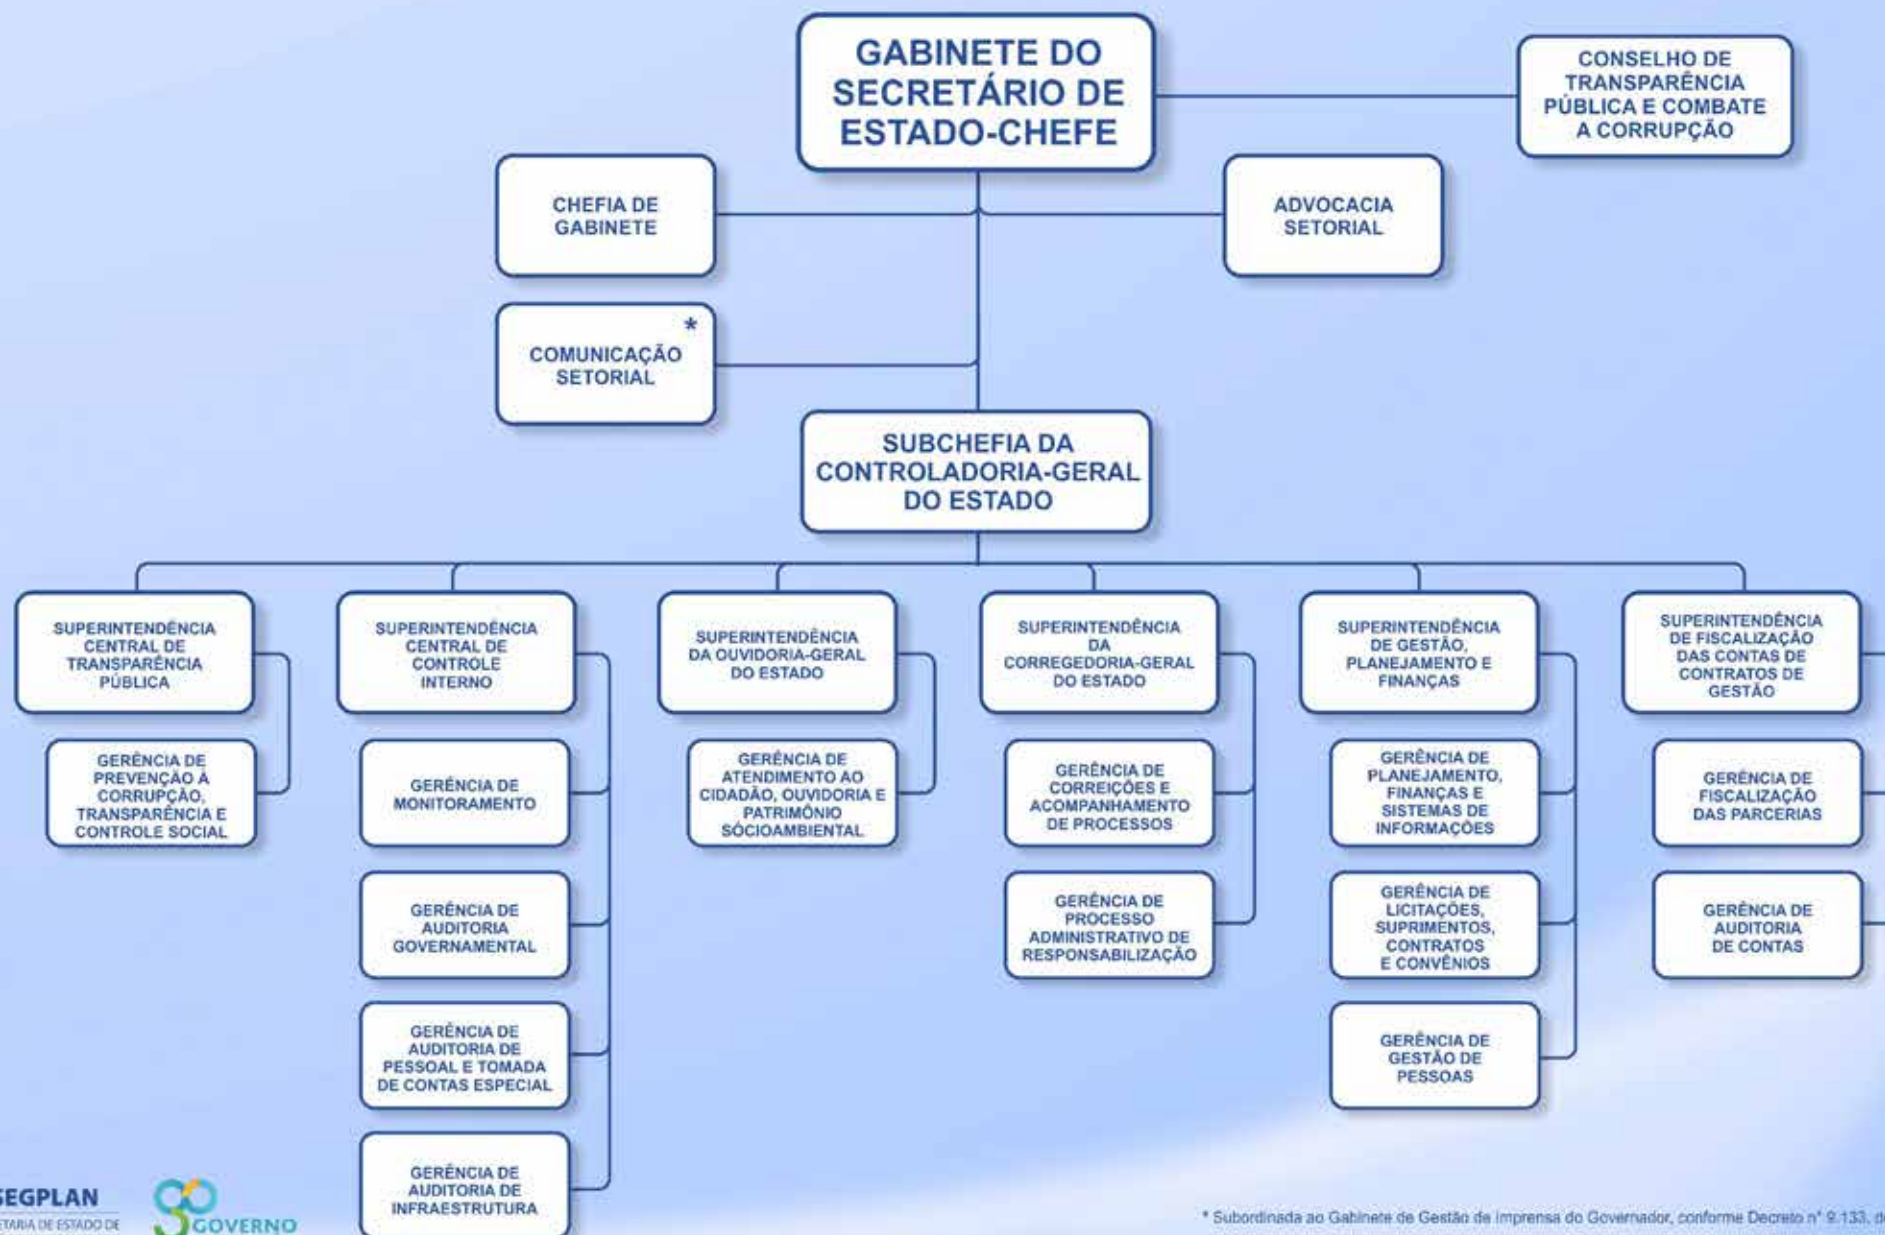 GABINETE DO
SECRETÁRIO DE
ESTADO-CHEFE
CONSELHO DE
TRANSPARÊNCIA
PÚBLICA E COMBATE
A CORRUPÇÃO
CHEFIA DE
GABINETE
ADVOCACIA
SETORIAL
*
COMUNICAÇÃO
SETORIAL
SUBCHEFIA DA
CONTROLADORIA-GERAL
DO ESTADO
SUPERINTENDÊNCIA
CENTRAL DE
TRANSPARÊNCIA
PÚBLICA
GERÊNCIA DE
PREVENÇÃO À
CORRUPÇÃO,
TRANSPARÊNCIA E
CONTROLE SOCIAL
SUPERINTENDÊNCIA
CENTRAL DE
CONTROLE
INTERNO
GERÊNCIA DE
MONITORAMENTO
GERÊNCIA DE
AUDITORIA
GOVERNAMENTAL
GERÊNCIA DE
AUDITORIA DE
PESSOAL E TOMADA
DE CONTAS ESPECIAL
GERÊNCIA DE
AUDITORIA DE
INFRAESTRUTURA
SUPERINTENDÊNCIA
DA OUVIDORIA-GERAL
DO ESTADO
GERÊNCIA DE
ATENDIMENTO AO
CIDADÃO, OUVIDORIA E
PATRIMÔNIO
SÓCIOAMBIENTAL
SUPERINTENDÊNCIA
DA
CORREGEDORIA-GERAL
DO ESTADO
GERÊNCIA DE
CORREIÇÕES E
ACOMPANHAMENTO
DE PROCESSOS
GERÊNCIA DE
PROCESSO
ADMINISTRATIVO DE
RESPONSABILIZAÇÃO
SUPERINTENDÊNCIA
DE GESTÃO,
PLANEJAMENTO E
FINANÇAS
GERÊNCIA DE
PLANEJAMENTO,
FINANÇAS E
SISTEMAS DE
INFORMAÇÕES
GERÊNCIA DE
LICITAÇÕES,
SUPRIMENTOS,
CONTRATOS
E CONVÊNIOS
GERÊNCIA DE
GESTÃO DE
PESSOAS
SUPERINTENDÊNCIA
DE FISCALIZAÇÃO
DAS CONTAS DE
CONTRATOS DE
GESTÃO
GERÊNCIA DE
FISCALIZAÇÃO
DAS PARCERIAS
GERÊNCIA DE
AUDITORIA
DE CONTAS
SEGPLAN
ETARIA DE ESTADO DE
GOVERNO
* Subordinada ao Gabinete de Gestão de Imprensa do Governador, conforme Decreto n° 9.133, d